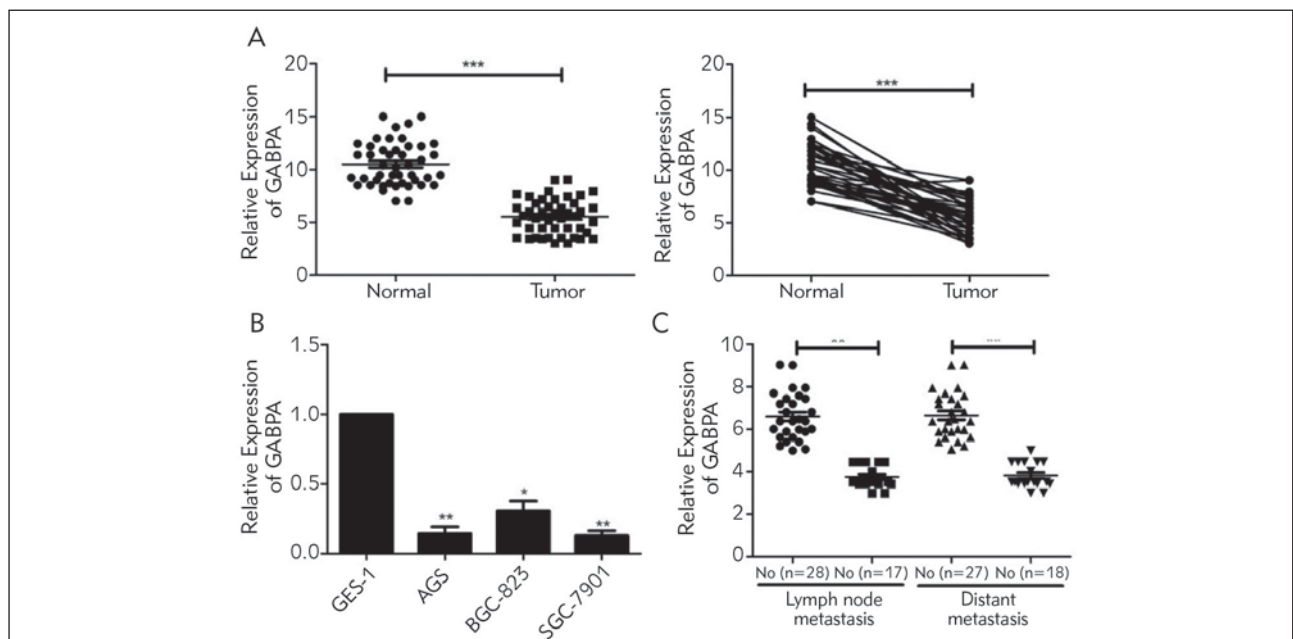 A
Relative Expression of GABPA
20
15
10
5
0
***
Normal
Tumor
Relative Expression of GABPA
20
15
10
5
0
***
Normal
Tumor
B
Relative Expression of GABPA
1.5
1.0
0.5
0.0
**
*
**
GES-1
AGS
BGC-823
SGC-7901
C
Relative Expression of GABPA
10
8
6
4
2
0
No (n=28)
No (n=17)
No (n=27)
No (n=18)
Lymph node
metastasis
Distant
metastasis